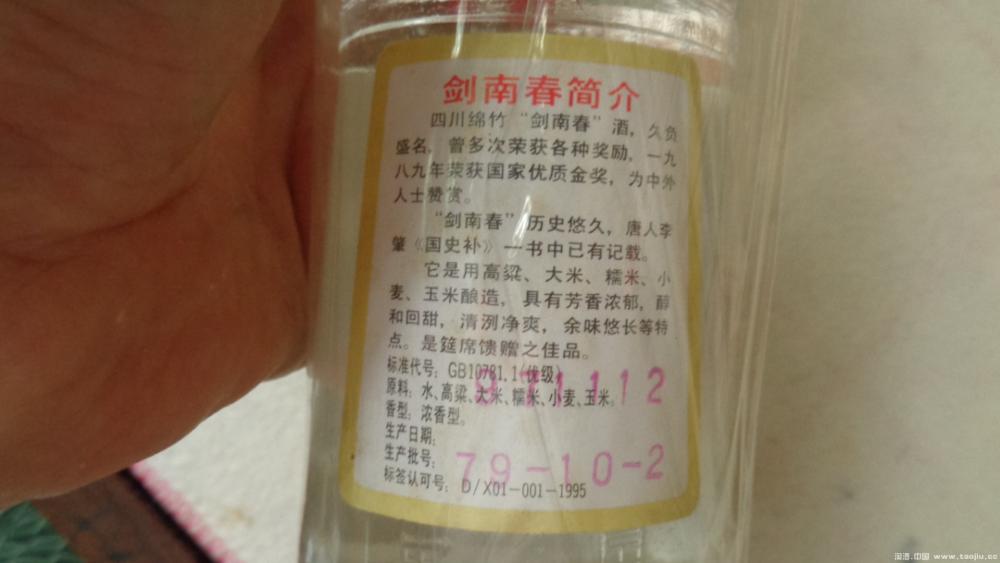 剑南春简介
四川绵竹“剑南春”酒，久负
盛名，曾多次荣获各种奖励，一九
八九年荣获国家优质金奖，为中外
人士赞赏。
“剑南春”历史悠久，唐人李
肇《国史补》一书中已有记载。
它是用高粱、大米、糯米、小
麦、玉米酿造，具有芳香浓郁，醇
和回甜，清洌净爽，余味悠长等特
点。是筵席馈赠之佳品。
标准代号：GB10781.1(优级)
971112
原料：水、高粱、大米、糯米、小麦、玉米。
香型：浓香型。
生产日期：
生产批号：
79-10-2
标签认可号：D/X01-001-1995
淘酒.中国 www.taojiu.cc